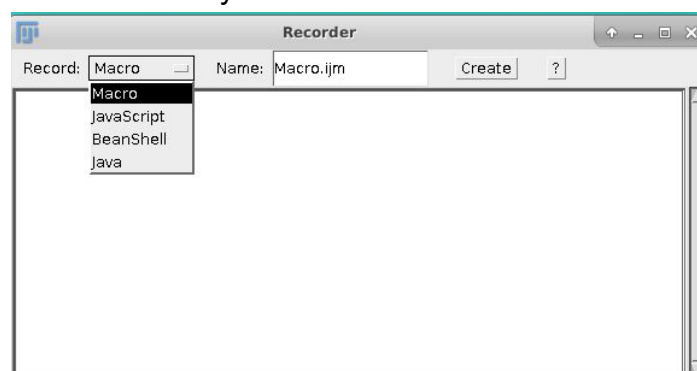 Recorder
Record: Macro Name: Macro.ijm Create ?
Macro
JavaScript
BeanShell
Java